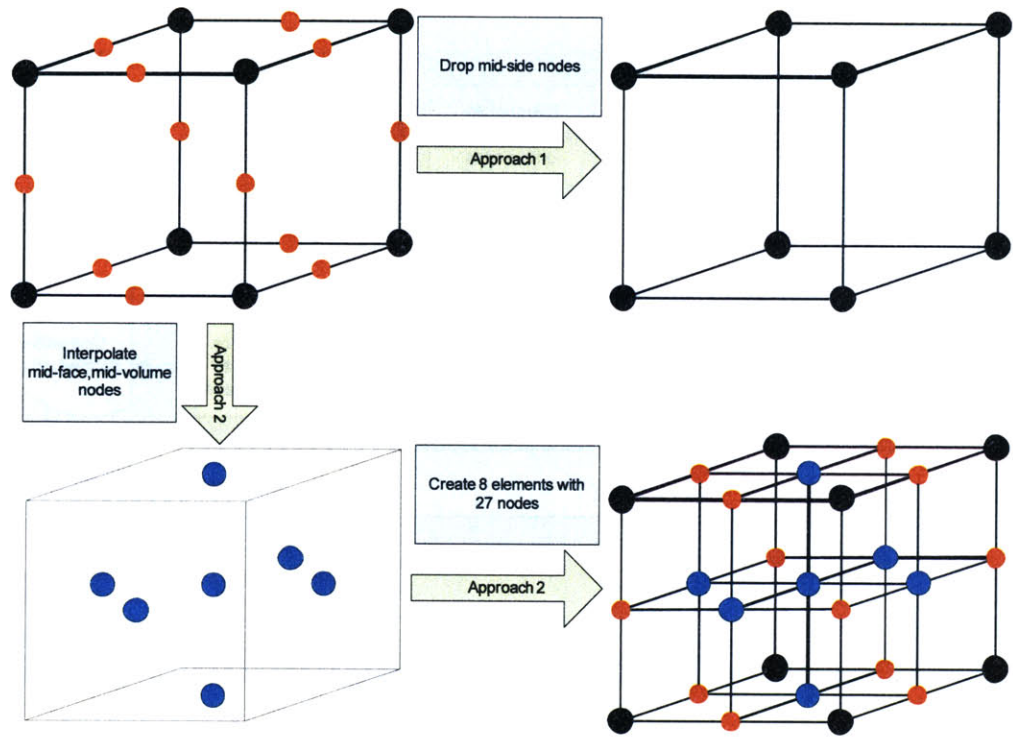 Drop mid-side nodes
Approach 1
Interpolate
mid-face,mid-volume
nodes
Approach 2
Create 8 elements with
27 nodes
Approach 2